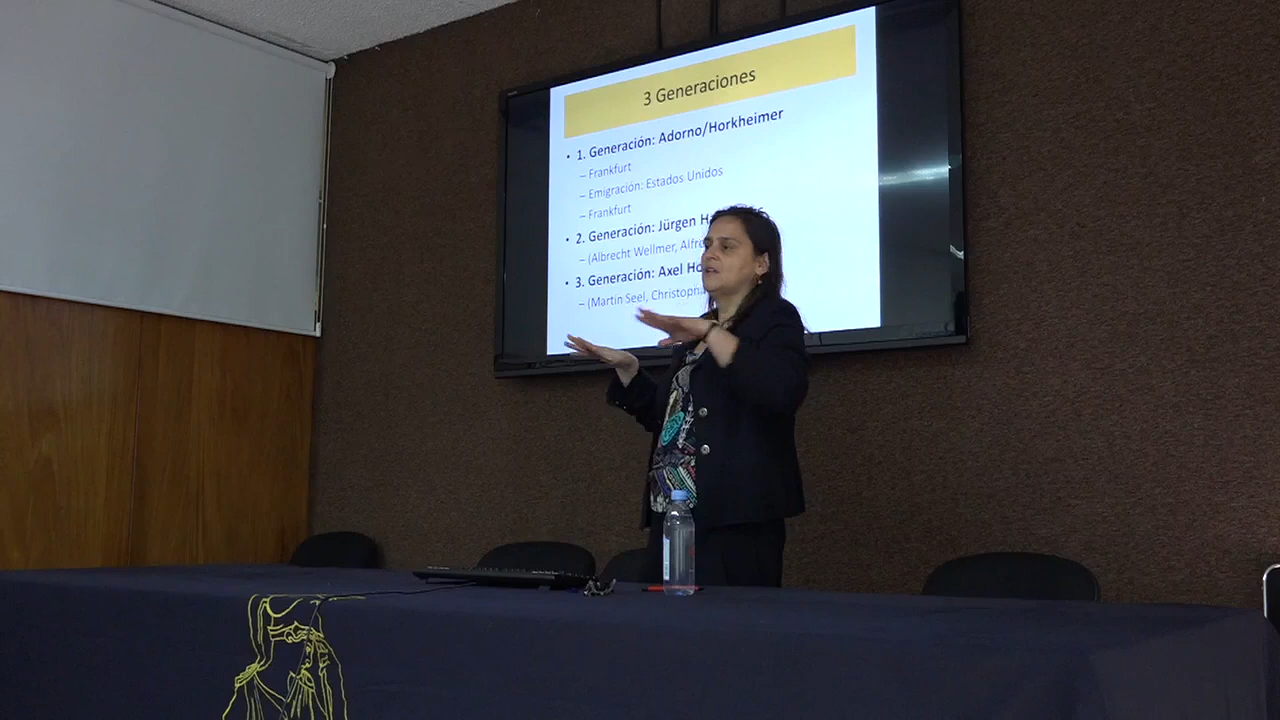 3 Generaciones
• 1. Generación: Adorno/Horkheimer
– Frankfurt
– Emigración: Estados Unidos
– Frankfurt
• 2. Generación: Jürgen
– (Albrecht Wellmer,
• 3. Generación: Axel
– (Martin Seel,